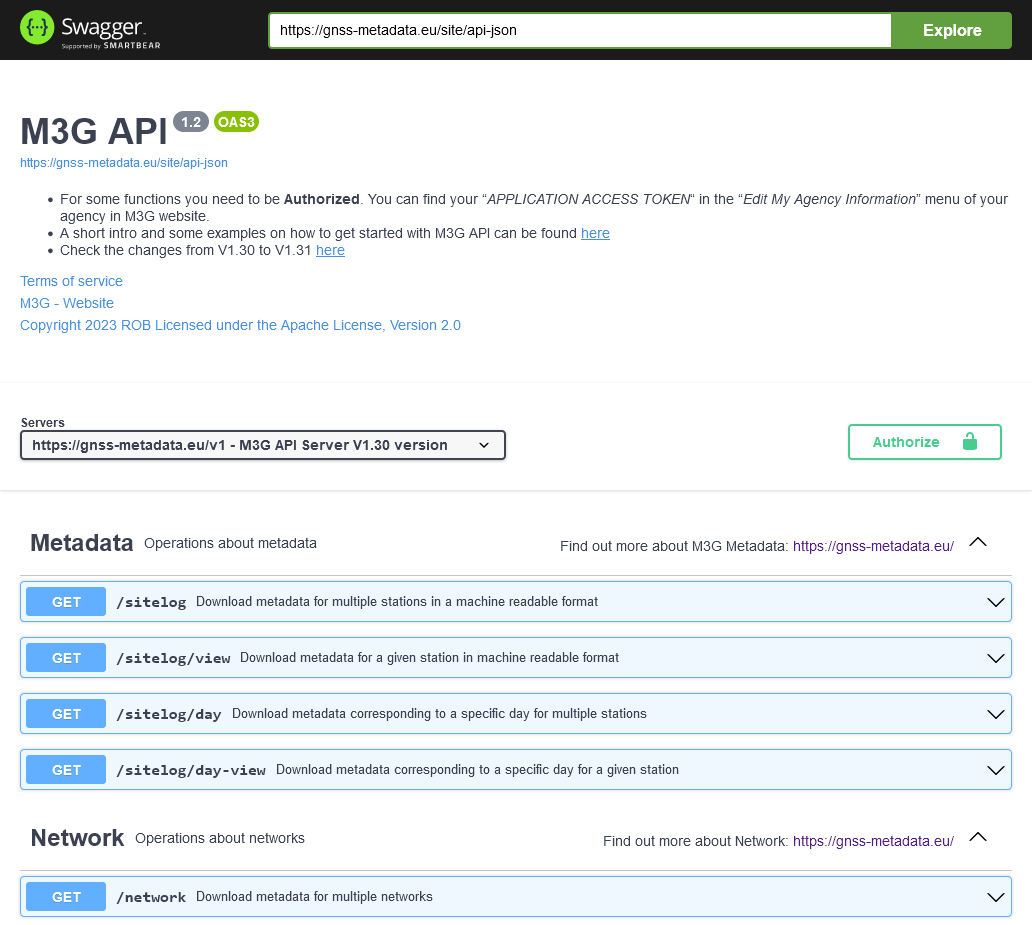 Swagger
Supported by SMARTBEAR
https://gnss-metadata.eu/site/api-json
Explore
M3G API 1.2 OAS3
https://gnss-metadata.eu/site/api-json
• For some functions you need to be Authorized. You can find your “APPLICATION ACCESS TOKEN“ in the “Edit My Agency Information” menu of your
agency in M3G website.
• A short intro and some examples on how to get started with M3G API can be found here
• Check the changes from V1.30 to V1.31 here
Terms of service
M3G - Website
Copyright 2023 ROB Licensed under the Apache License, Version 2.0
Servers
https://gnss-metadata.eu/v1 - M3G API Server V1.30 version
Authorize
Metadata Operations about metadata Find out more about M3G Metadata: https://gnss-metadata.eu/
GET /sitelog Download metadata for multiple stations in a machine readable format
GET /sitelog/view Download metadata for a given station in machine readable format
GET /sitelog/day Download metadata corresponding to a specific day for multiple stations
GET /sitelog/day-view Download metadata corresponding to a specific day for a given station
Network Operations about networks Find out more about Network: https://gnss-metadata.eu/
GET /network Download metadata for multiple networks